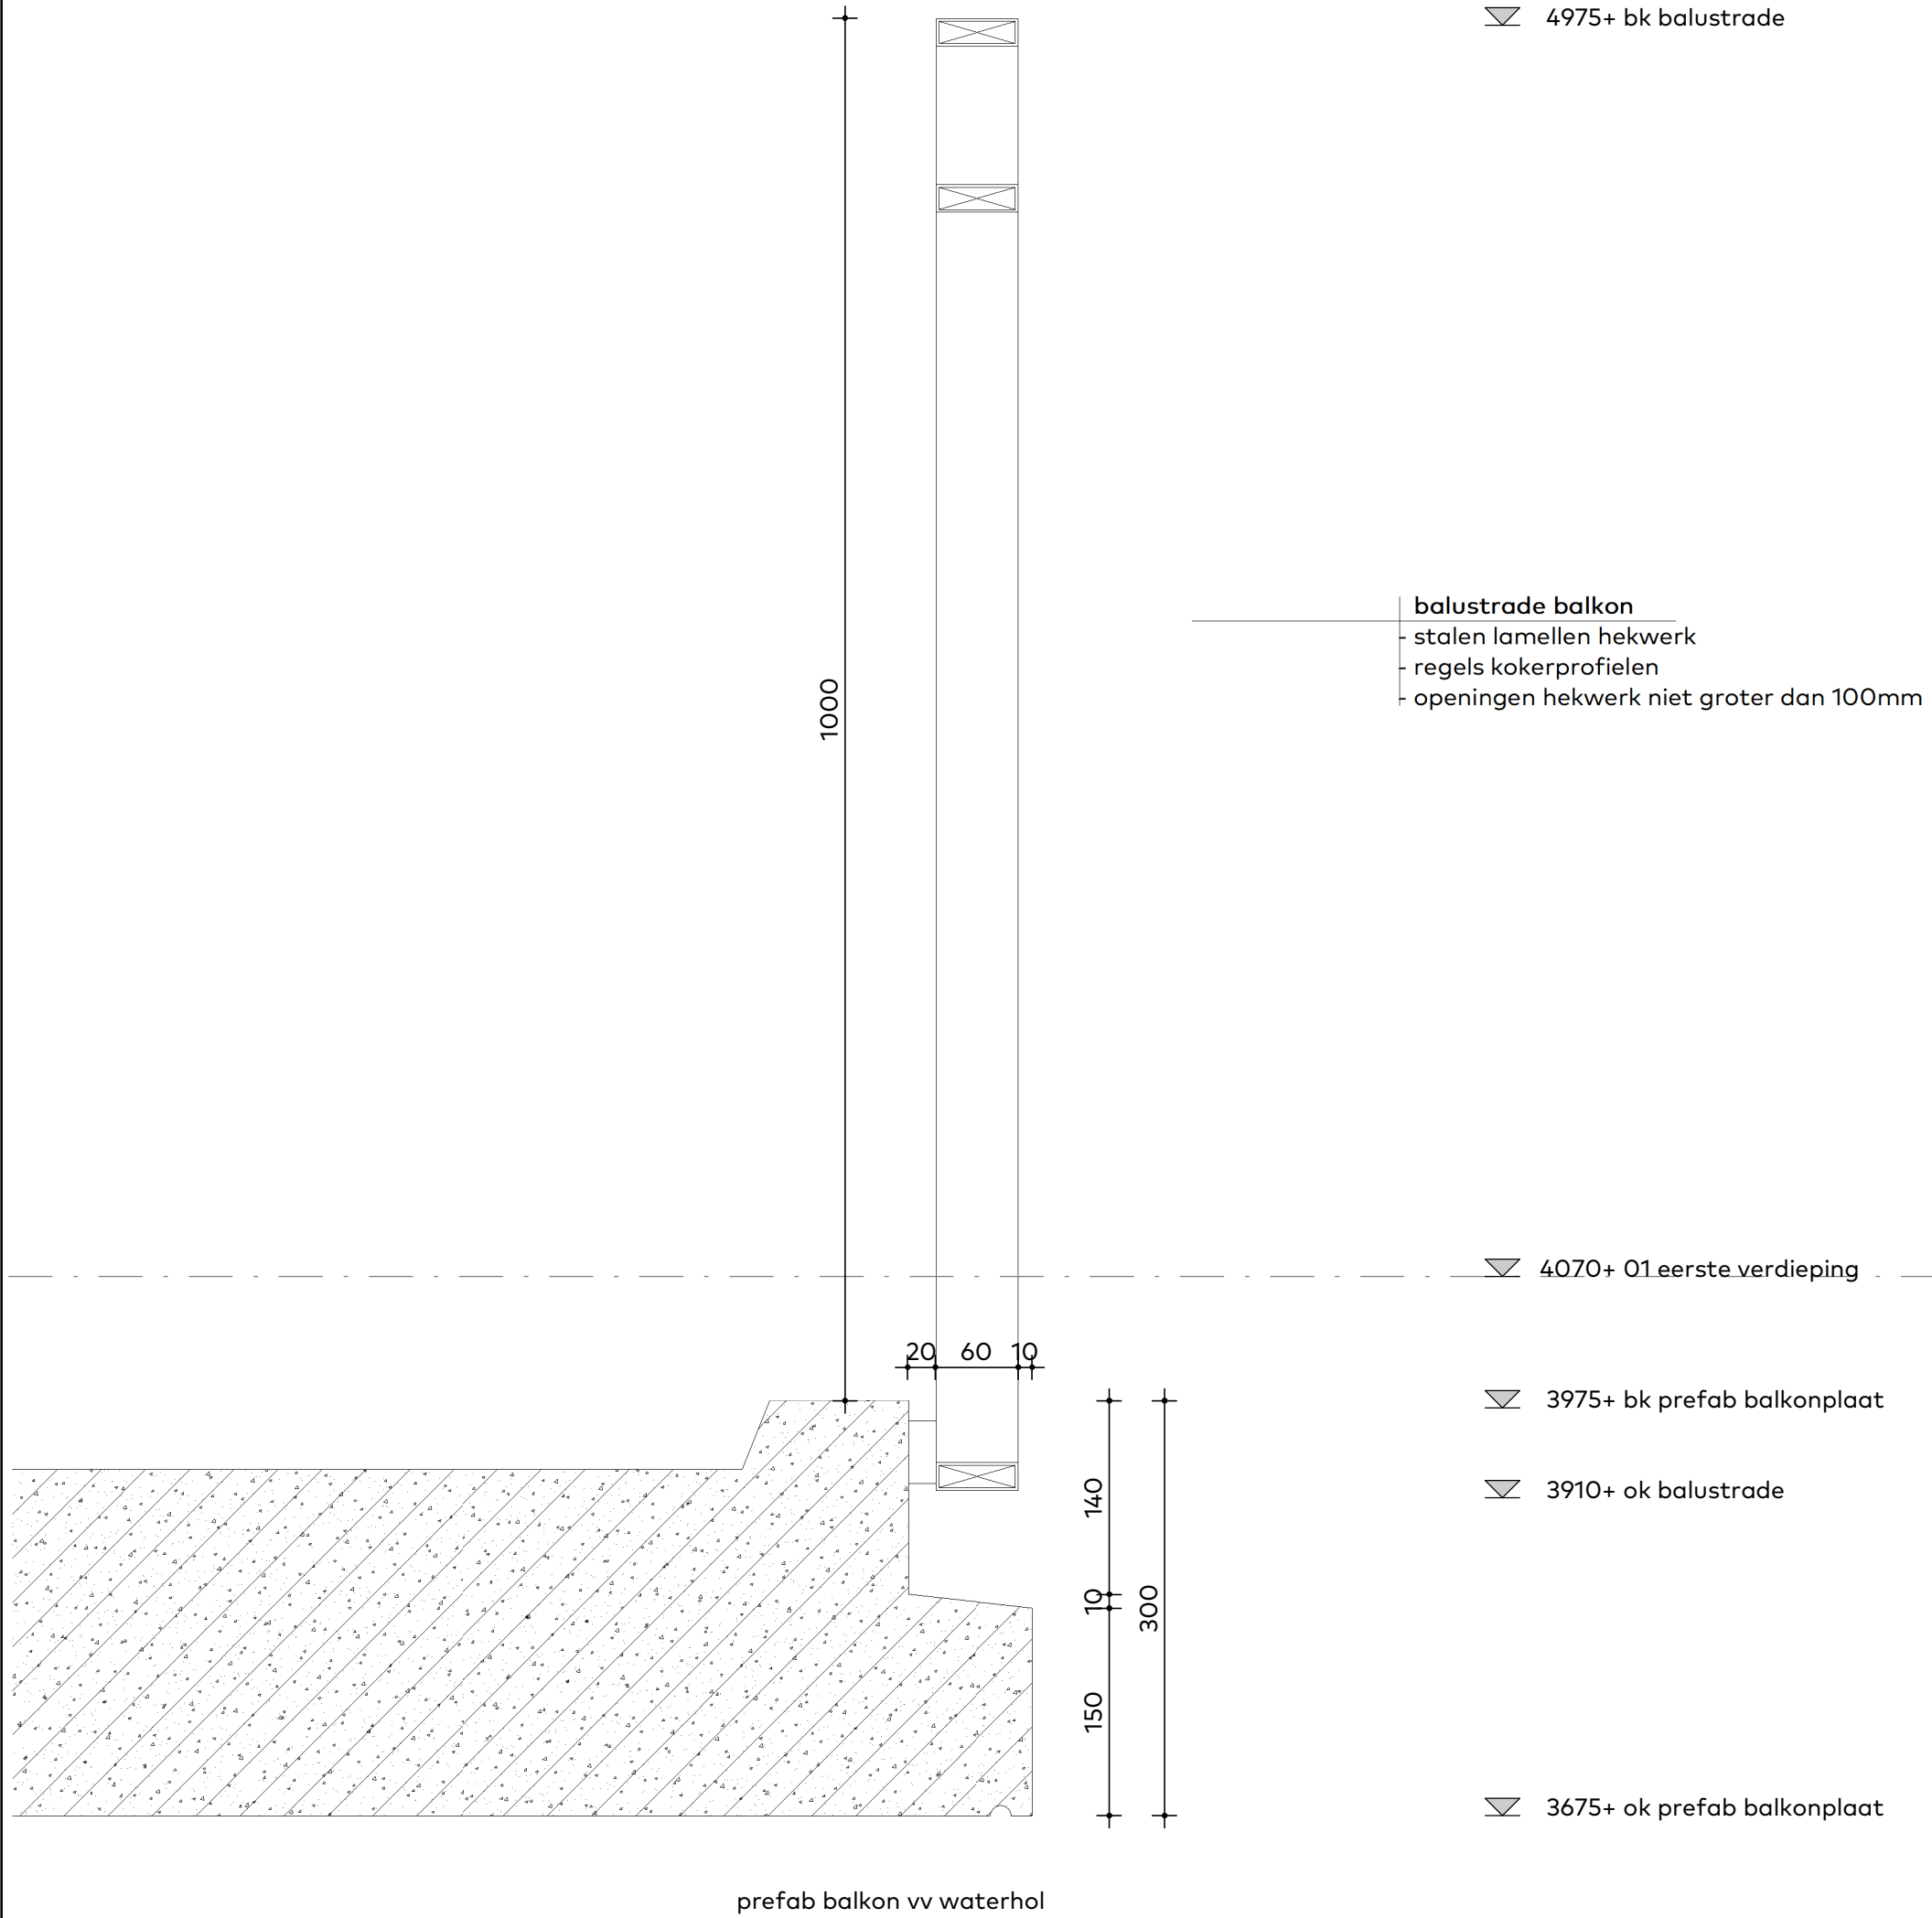 4975+ bk balustrade
balustrade balkon
- stalen lamellen hekwerk
- regels kokerprofielen
- openingen hekwerk niet groter dan 100mm
1000
4070+ 01 eerste verdieping
20 60 10
3975+ bk prefab balkonplaat
3910+ ok balustrade
140
10
300
150
3675+ ok prefab balkonplaat
prefab balkon vv waterhol